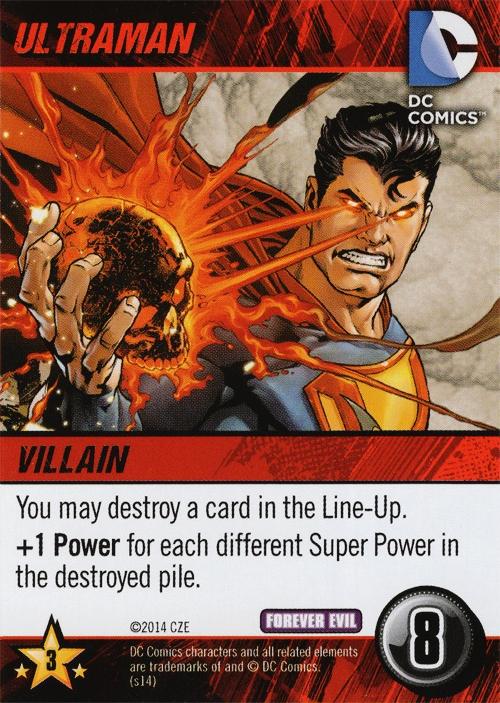 ULTRAMAN
DC
COMICS™
VILLAIN
You may destroy a card in the Line-Up.
+1 Power for each different Super Power in
the destroyed pile.
©2014 CZE
FOREVER EVIL
3
DC Comics characters and all related elements
are trademarks of and © DC Comics.
(s14)
8